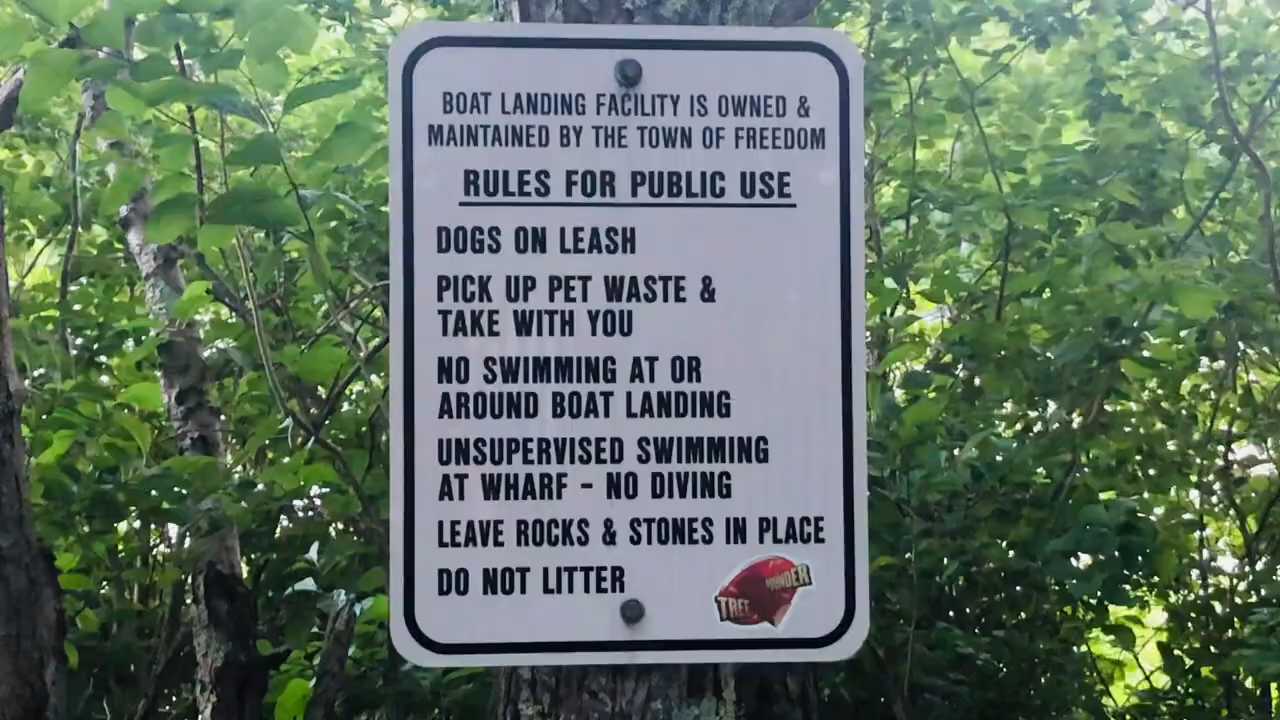 BOAT LANDING FACILITY IS OWNED &
MAINTAINED BY THE TOWN OF FREEDOM
RULES FOR PUBLIC USE
DOGS ON LEASH
PICK UP PET WASTE &
TAKE WITH YOU
NO SWIMMING AT OR
AROUND BOAT LANDING
UNSUPERVISED SWIMMING
AT WHARF - NO DIVING
LEAVE ROCKS & STONES IN PLACE
DO NOT LITTER
TREE